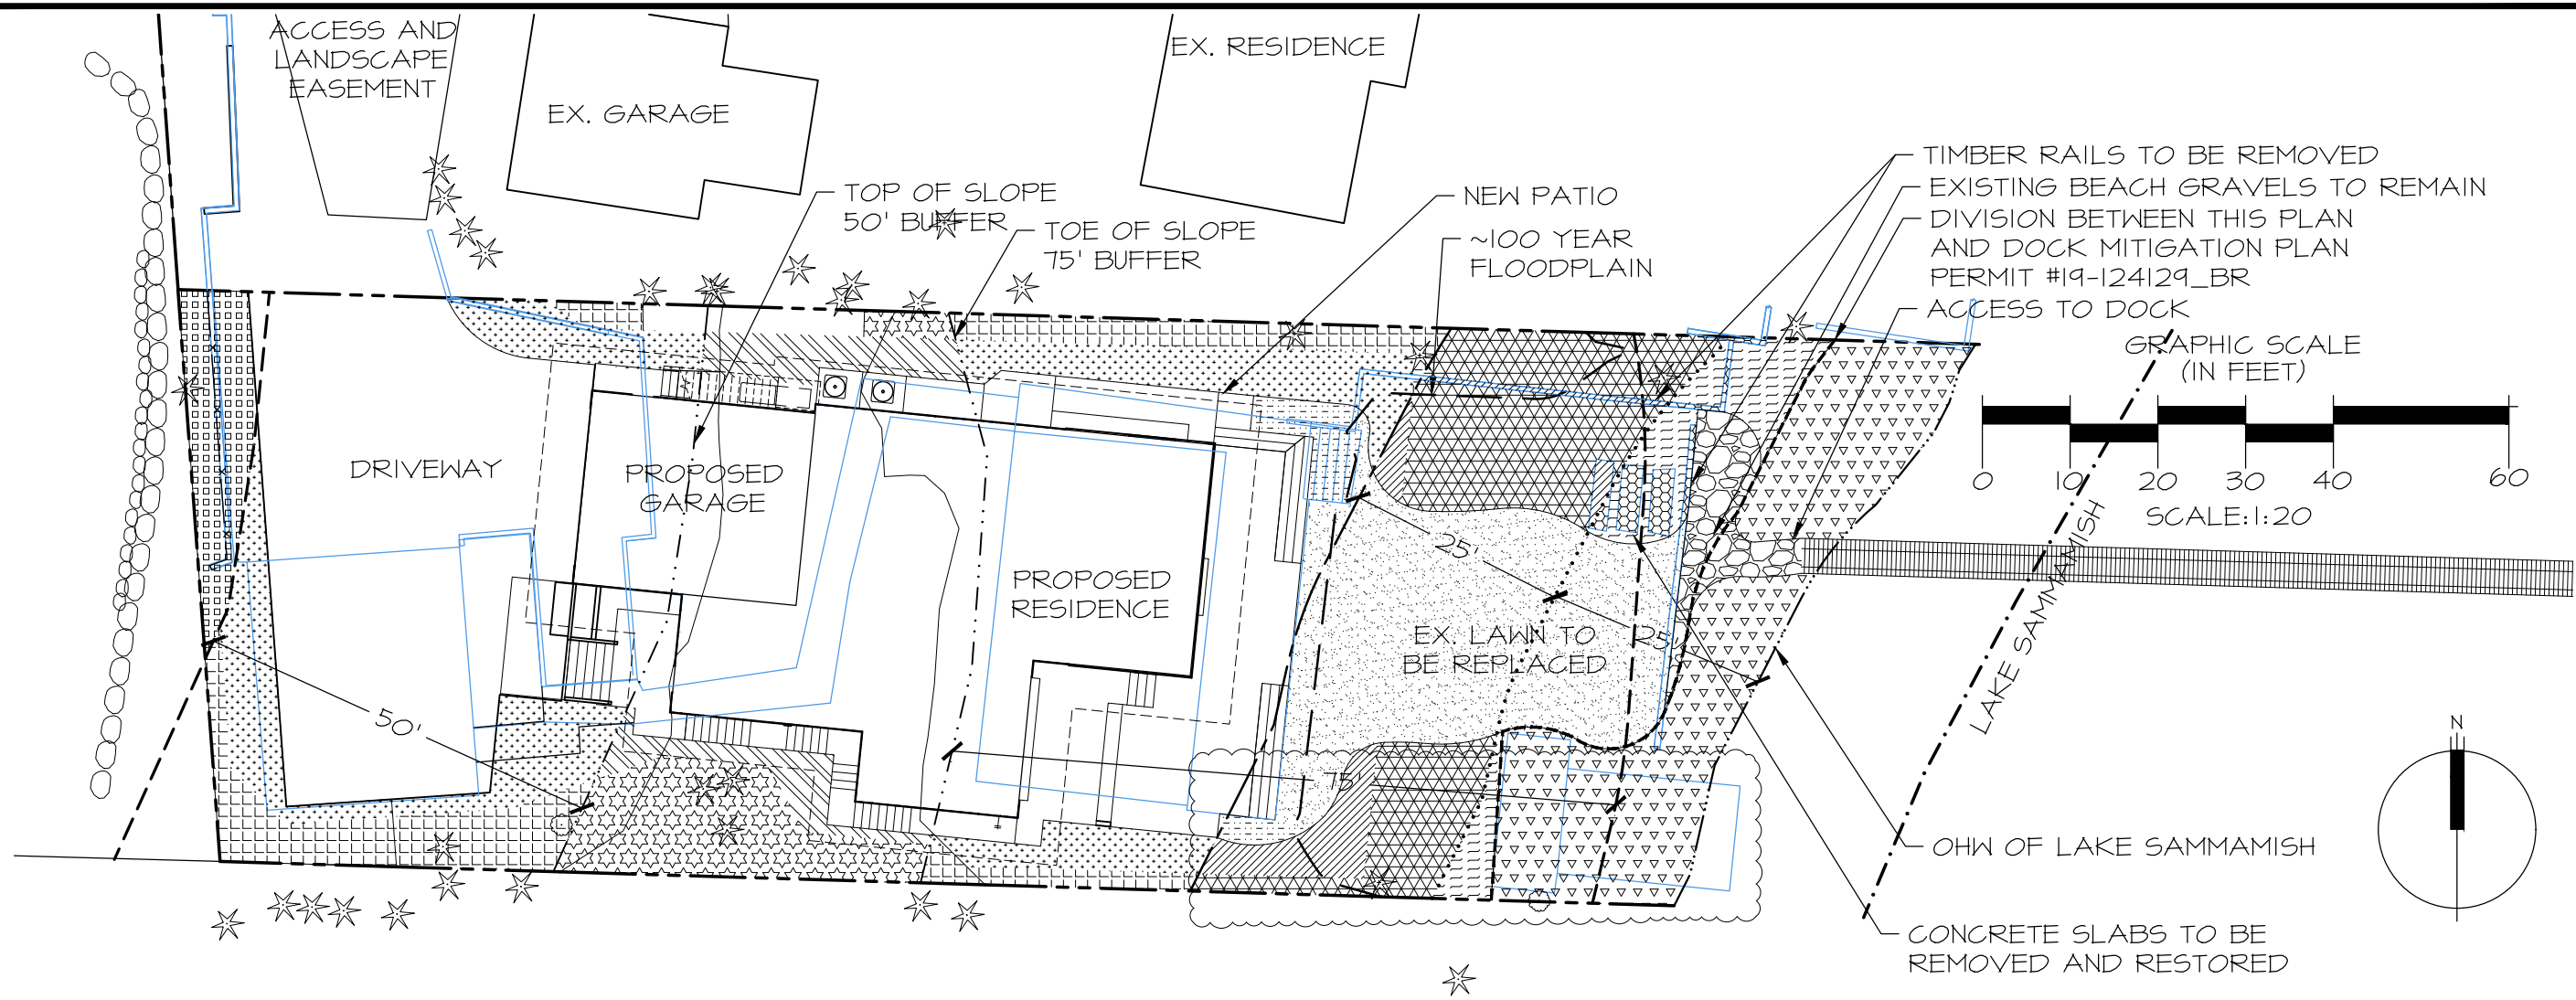 ACCESS AND
LANDSCAPE
EASEMENT
EX. GARAGE
EX. RESIDENCE
TOP OF SLOPE
50' BUFFER
TOE OF SLOPE
75' BUFFER
NEW PATIO
~100 YEAR
FLOODPLAIN
TIMBER RAILS TO BE REMOVED
EXISTING BEACH GRAVELS TO REMAIN
DIVISION BETWEEN THIS PLAN
AND DOCK MITIGATION PLAN
PERMIT #19-124129_BR
ACCESS TO DOCK
GRAPHIC SCALE
(IN FEET)
0 10 20 30 40 60
SCALE:1:20
DRIVEWAY
PROPOSED
GARAGE
PROPOSED
RESIDENCE
25'
EX. LAWN TO
BE REPLACED
25'
50'
75'
LAKE SAMMAMISH
N
OHW OF LAKE SAMMAMISH
CONCRETE SLABS TO BE
REMOVED AND RESTORED